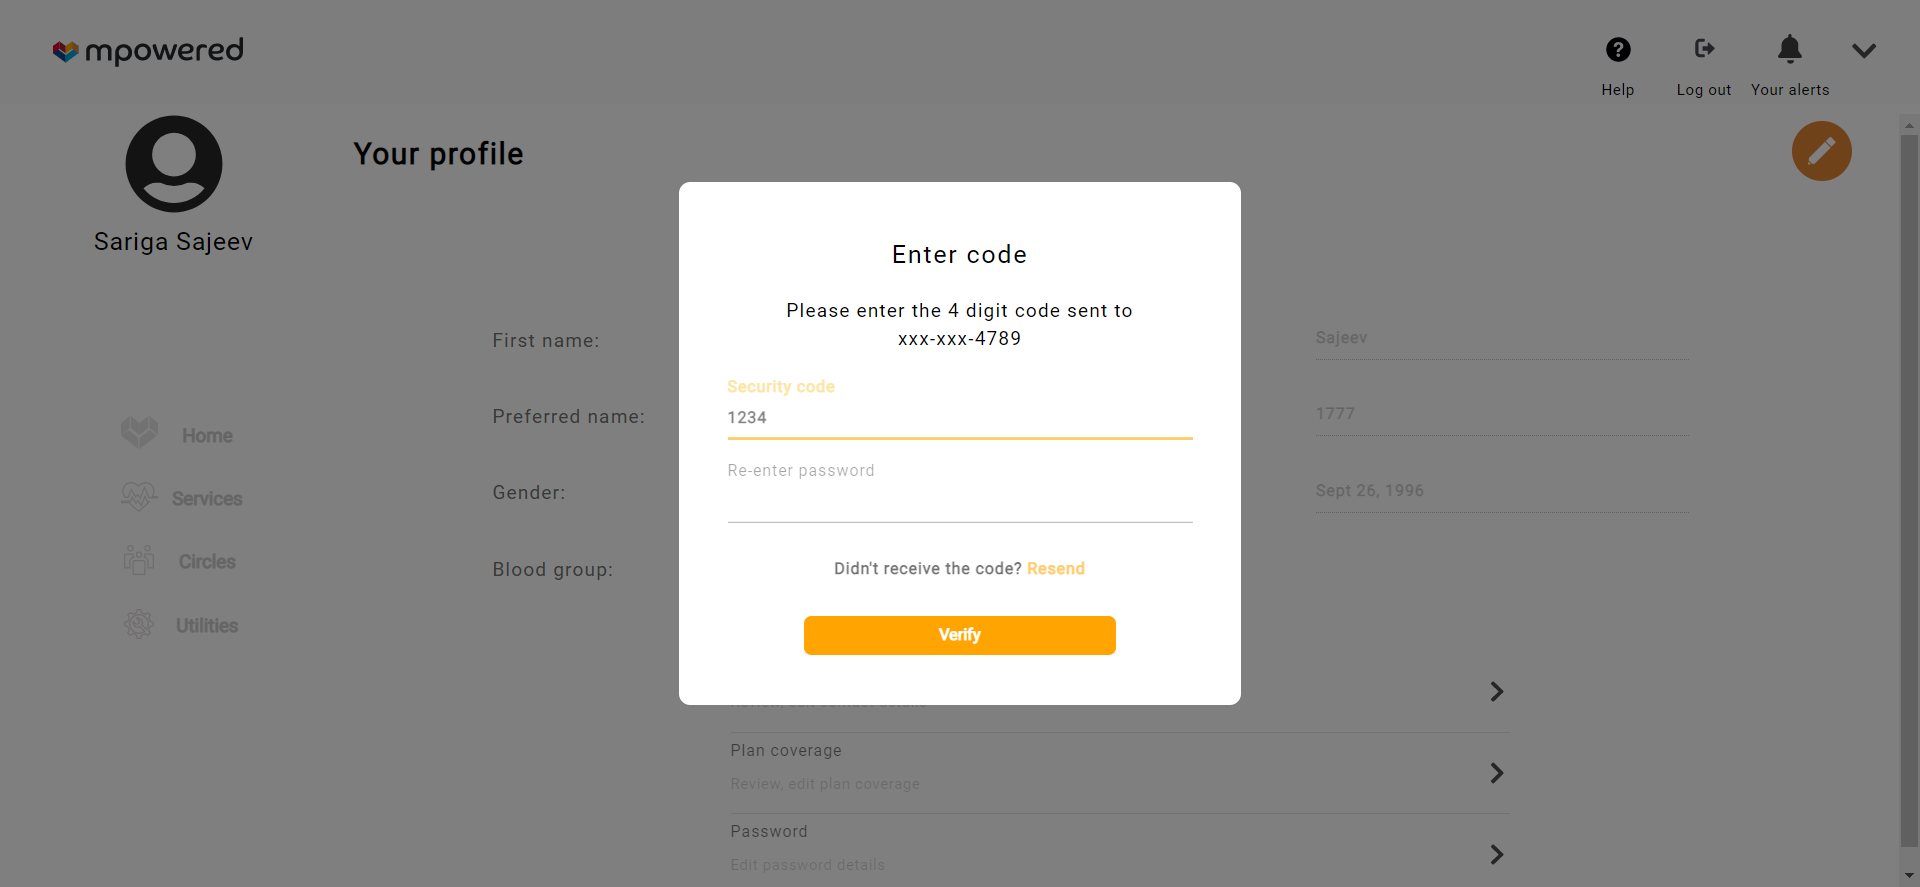 mpowered
Help
Log out
Your alerts
Your profile
Sariga Sajeev
Home
Services
Circles
Utilities
First name:
Sajeev
Preferred name:
1777
Gender:
Sept 26, 1996
Blood group:
Enter code
Please enter the 4 digit code sent to
xxx-xxx-4789
Security code
1234
Re-enter password
Didn't receive the code? Resend
Verify
Plan coverage
Review, edit plan coverage
Password
Edit password details